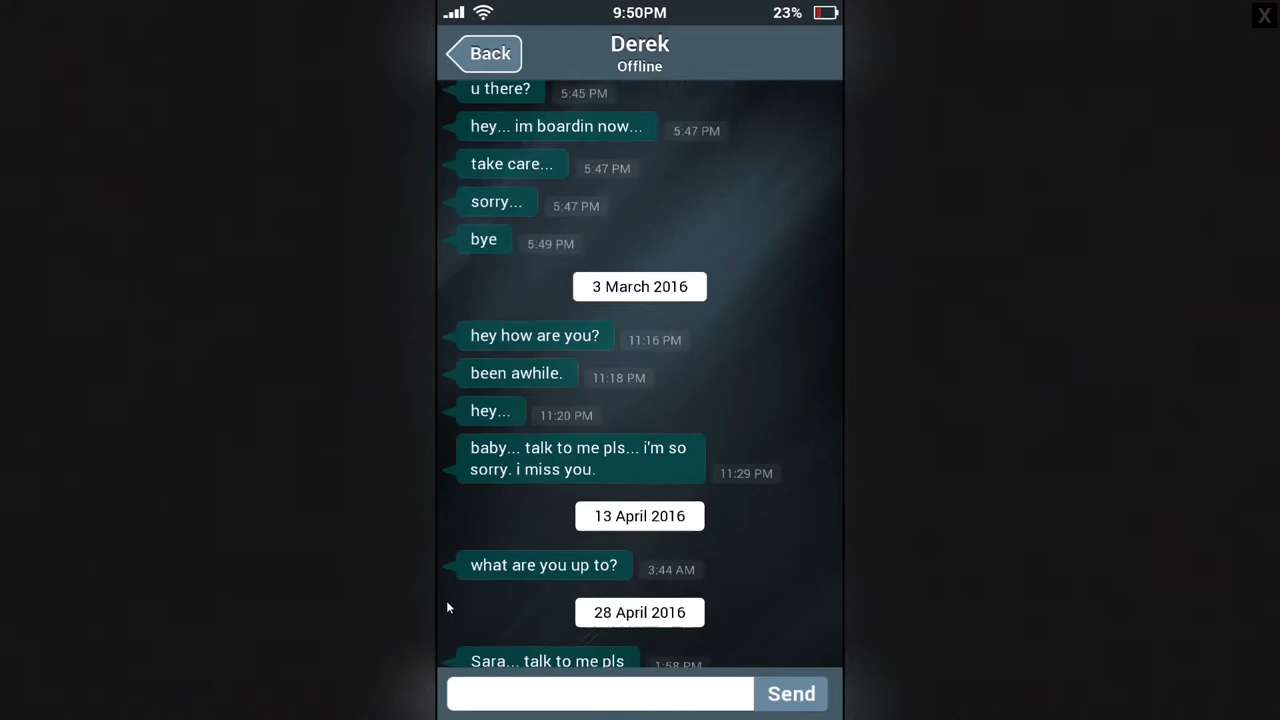 9:50PM
23%
X
Back
Derek
Offline
u there?
5:45 PM
hey... im boardin now...
5:47 PM
take care...
5:47 PM
sorry...
5:47 PM
bye
5:49 PM
3 March 2016
hey how are you?
11:16 PM
been awhile.
11:18 PM
hey...
11:20 PM
baby... talk to me pls... i'm so
sorry. i miss you.
11:29 PM
13 April 2016
what are you up to?
3:44 AM
28 April 2016
Sara... talk to me pls
1:58 PM
Send